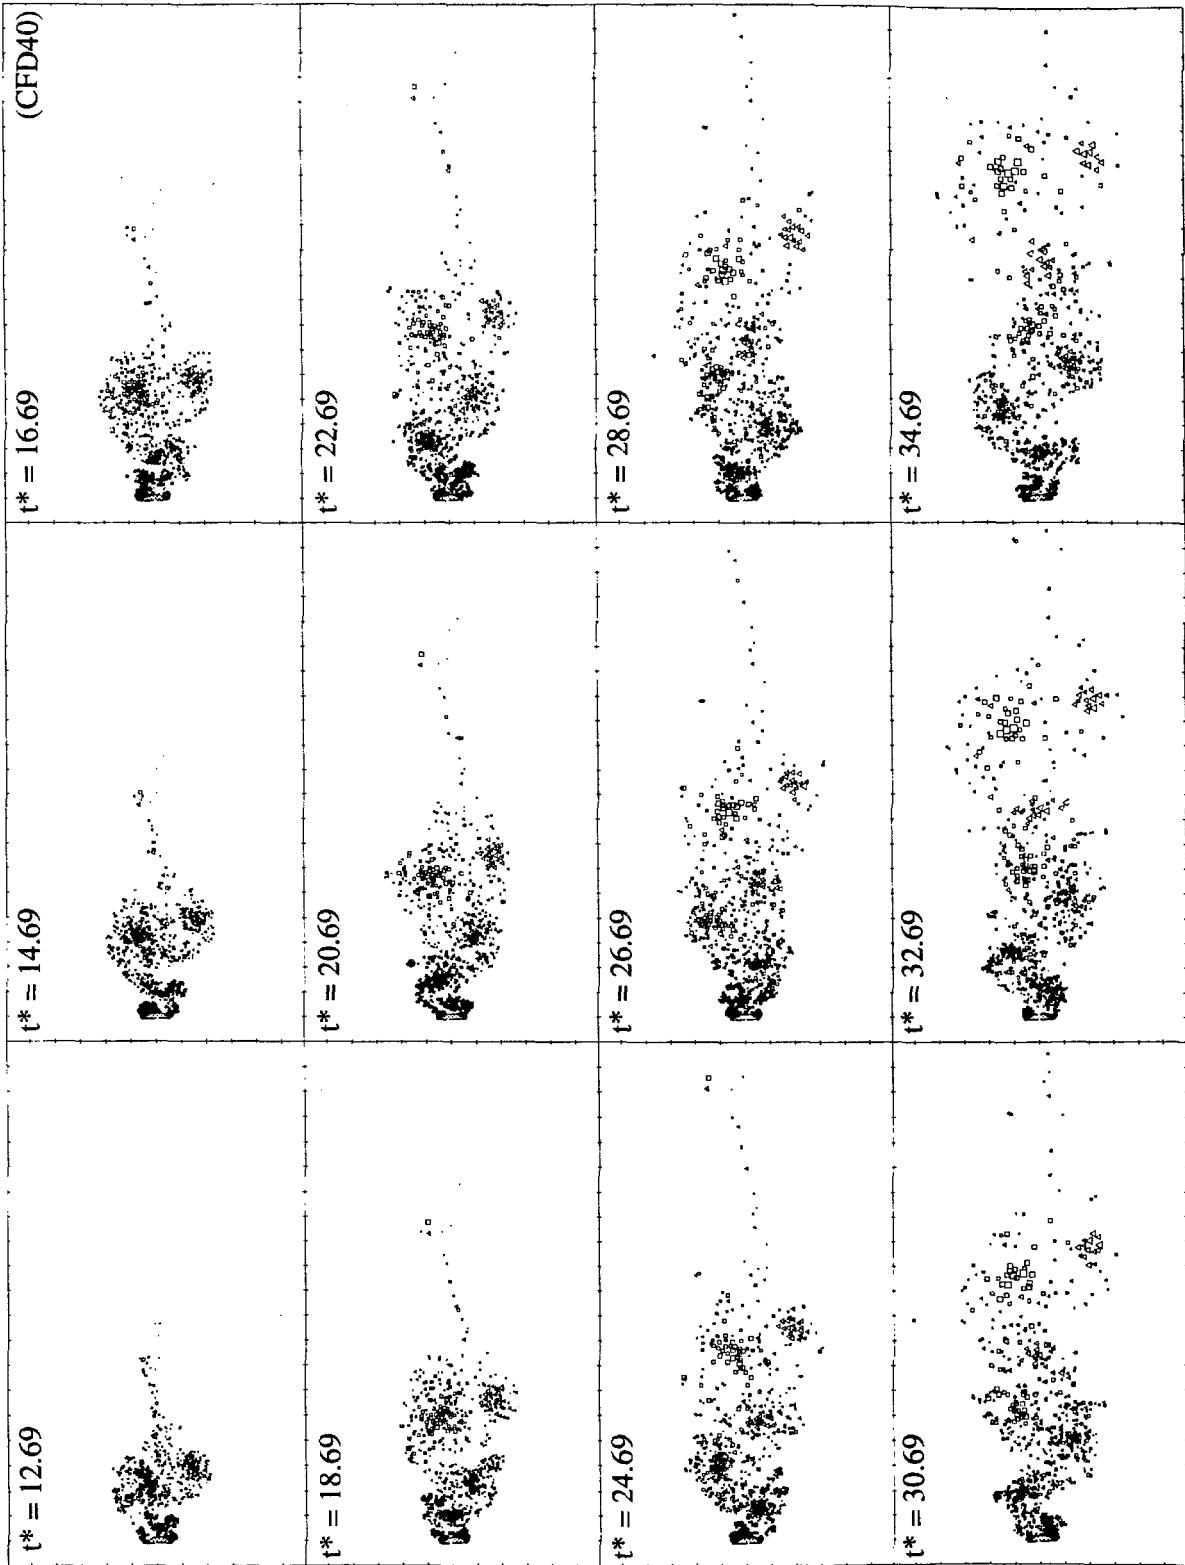 (CFD40)
t* = 12.69
t* = 14.69
t* = 16.69
t* = 18.69
t* = 20.69
t* = 22.69
t* = 24.69
t* = 26.69
t* = 28.69
t* = 30.69
t* = 32.69
t* = 34.69